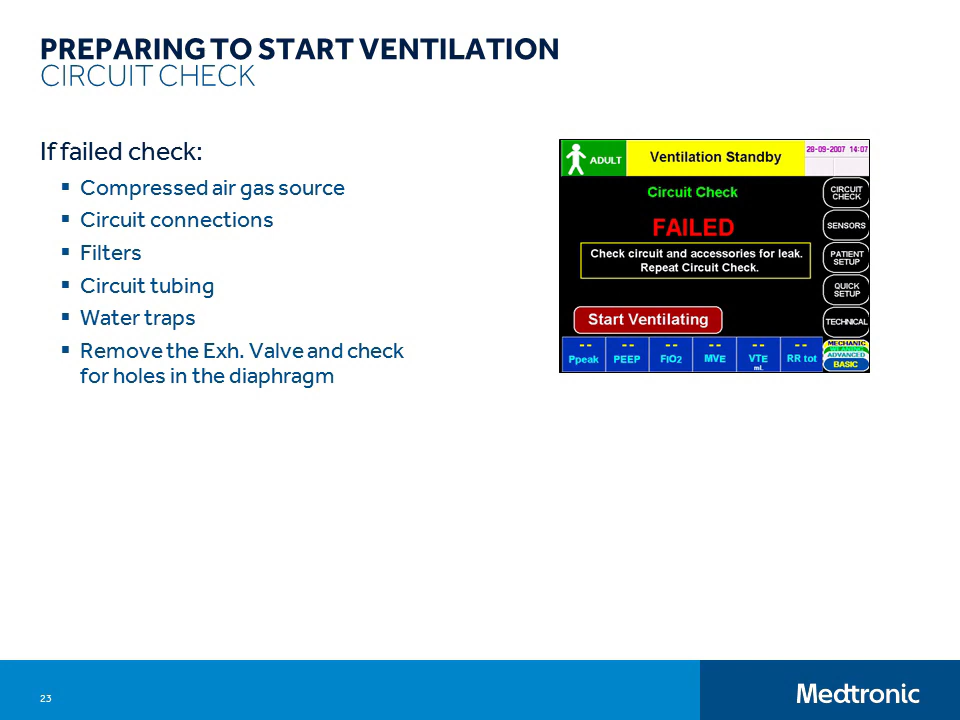 PREPARING TO START VENTILATION
CIRCUIT CHECK
If failed check:
▪ Compressed air gas source
▪ Circuit connections
▪ Filters
▪ Circuit tubing
▪ Water traps
▪ Remove the Exh. Valve and check
for holes in the diaphragm
ADULT
Ventilation Standby
28-09-2007 14:07
Circuit Check
FAILED
Check circuit and accessories for leak.
Repeat Circuit Check.
Start Ventilating
CIRCUIT
CHECK
SENSORS
PATIENT
SETUP
QUICK
SETUP
TECHNICAL
-- -- -- -- -- --
Ppeak PEEP FIO2 MVE VTE RR tot
mL
MECHANIC
ADVANCED
BASIC
23
Medtronic